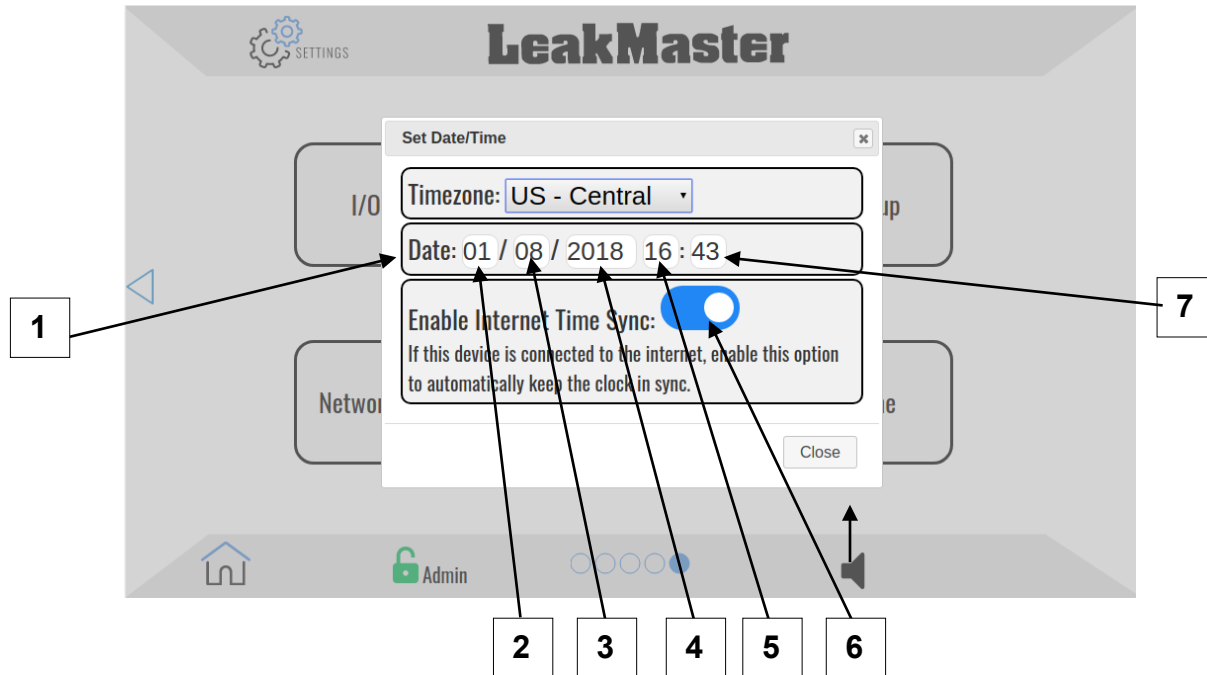 SETTINGS
LeakMaster
Set Date/Time
Timezone: US - Central
I/O
up
Date: 01 / 08 / 2018 16 : 43
1
7
Enable Internet Time Sync:
If this device is connected to the internet, enable this option
to automatically keep the clock in sync.
Networ
ne
Close
Admin
2 3 4 5 6